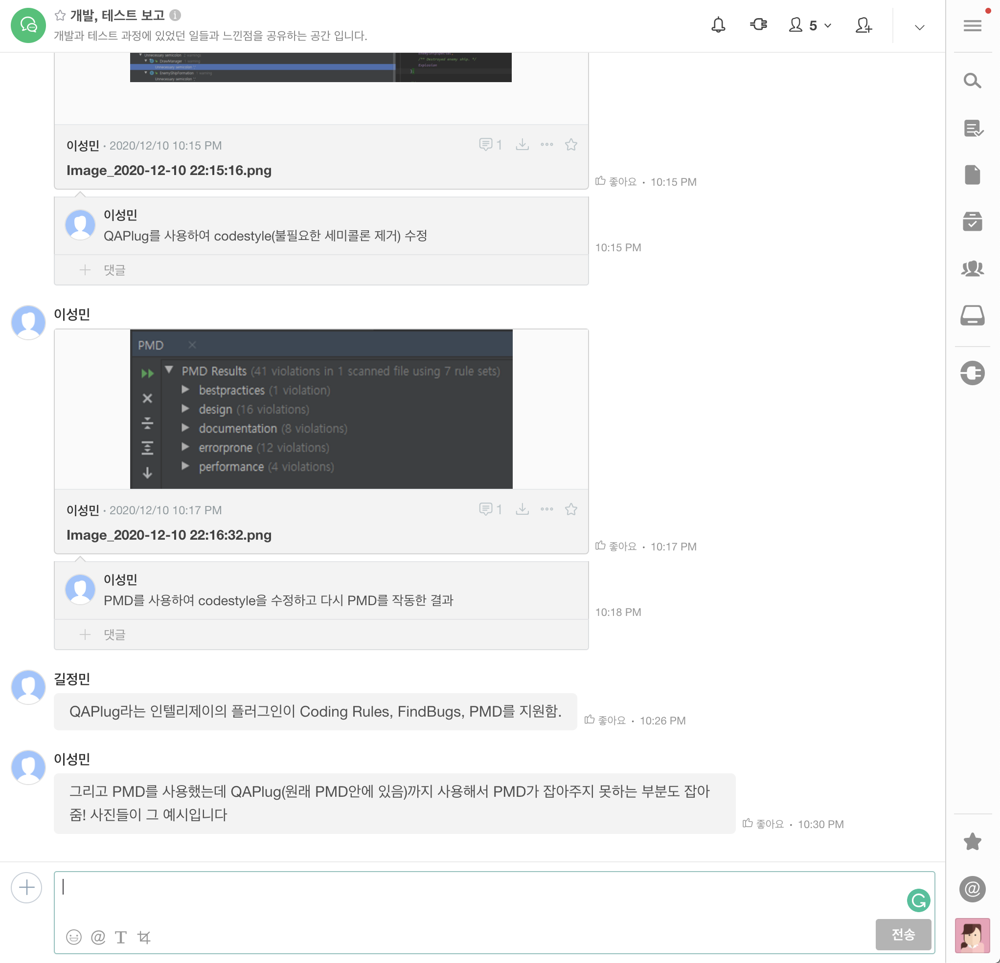 개발, 테스트 보고
개발과 테스트 과정에 있었던 일들과 느낀점을 공유하는 공간 입니다.
5
Unnecessary semicolon 2 warnings
DrawManager 1 warning
Unnecessary semicolon ';'
EnemyShipFormation 1 warning
Unnecessary semicolon ';'
/** Destroyed enemy ship. */
Explosion
}
이성민 · 2020/12/10 10:15 PM 1
Image_2020-12-10 22:15:16.png
좋아요 · 10:15 PM
이성민
QAPlug를 사용하여 codestyle(불필요한 세미콜론 제거) 수정
10:15 PM
댓글
이성민
PMD
PMD Results (41 violations in 1 scanned file using 7 rule sets)
bestpractices (1 violation)
design (16 violations)
documentation (8 violations)
errorprone (12 violations)
performance (4 violations)
이성민 · 2020/12/10 10:17 PM 1
Image_2020-12-10 22:16:32.png
좋아요 · 10:17 PM
이성민
PMD를 사용하여 codestyle을 수정하고 다시 PMD를 작동한 결과
10:18 PM
댓글
길정민
QAPlug라는 인텔리제이의 플러그인이 Coding Rules, FindBugs, PMD를 지원함.
좋아요 · 10:26 PM
이성민
그리고 PMD를 사용했는데 QAPlug(원래 PMD안에 있음)까지 사용해서 PMD가 잡아주지 못하는 부분도 잡아
줌! 사진들이 그 예시입니다
좋아요 · 10:30 PM
전송